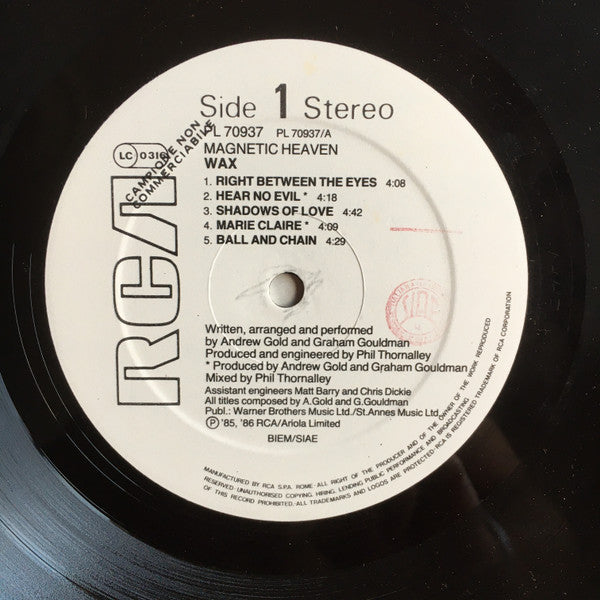 Side 1 Stereo
PL 70937 PL 70937/A
MAGNETIC HEAVEN
WAX
1. RIGHT BETWEEN THE EYES 4:08
2. HEAR NO EVIL * 4:18
3. SHADOWS OF LOVE 4:42
4. MARIE CLAIRE * 4:09
5. BALL AND CHAIN 4:29
LC 0316
CAMPIONE NON
COMMERCIABILE
RCA
SIAE
Written, arranged and performed
by Andrew Gold and Graham Gouldman
Produced and engineered by Phil Thornalley
* Produced by Andrew Gold and Graham Gouldman
Mixed by Phil Thornalley
Assistant engineers Matt Barry and Chris Dickie
All titles composed by A.Gold and G.Gouldman
Publ.: Warner Brothers Music Ltd./St.Annes Music Ltd.
Ⓟ '85, '86 RCA/Ariola Limited
BIEM/SIAE
MANUFACTURED BY RCA S.P.A. ROME. ALL RIGHT OF THE PRODUCER AND OF THE OWNER OF THE WORK REPRODUCED
RESERVED. UNAUTHORISED COPYING, HIRING, LENDING PUBLIC PERFORMANCE AND BROADCASTING
OF THIS RECORD PROHIBITED. ALL TRADEMARKS AND LOGOS ARE PROTECTED. RCA IS REGISTERED TRADEMARK OF RCA CORPORATION